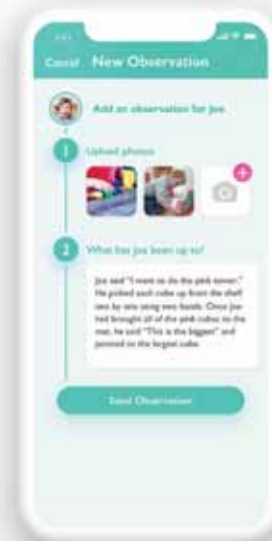 Cancel New Observation
Add an observation for Joe
1 Upload photos
2 What has Joe been up to?
Joe said "I want to do the pink tower."
He picked each cube up from the shelf
one by one using two hands. Once Joe
had brought all of the pink cubes to the
mat, he said "This is the biggest" and
pointed to the largest cube.
Send Observation